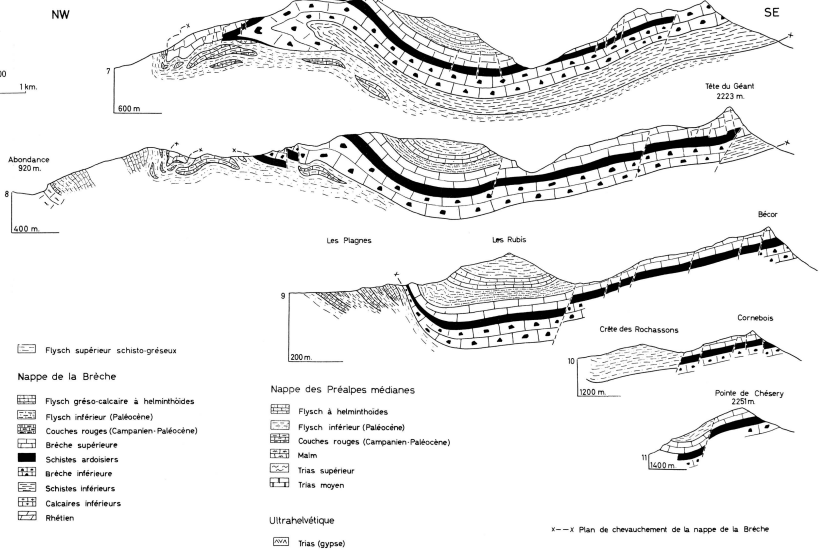 NW
SE
1 km.
7
600 m
Tête du Géant
2223 m.
Abondance
920 m.
8
400 m.
Bécor
Les Plagnes
Les Rubis
9
200 m.
Cornebois
Crête des Rochassons
10
1200 m.
Pointe de Chésery
2251 m.
11
1400 m.
Flysch supérieur schisto-gréseux
Nappe de la Brèche
Flysch gréso-calcaire à helminthoïdes
Flysch inférieur (Paléocène)
Couches rouges (Campanien-Paléocène)
Brèche supérieure
Schistes ardoisiers
Brèche inférieure
Schistes inférieurs
Calcaires inférieurs
Rhétien
Nappe des Préalpes médianes
Flysch à helminthoides
Flysch inférieur (Paléocène)
Couches rouges (Campanien-Paléocène)
Malm
Trias supérieur
Trias moyen
Ultrahelvétique
Trias (gypse)
x--x Plan de chevauchement de la nappe de la Brèche